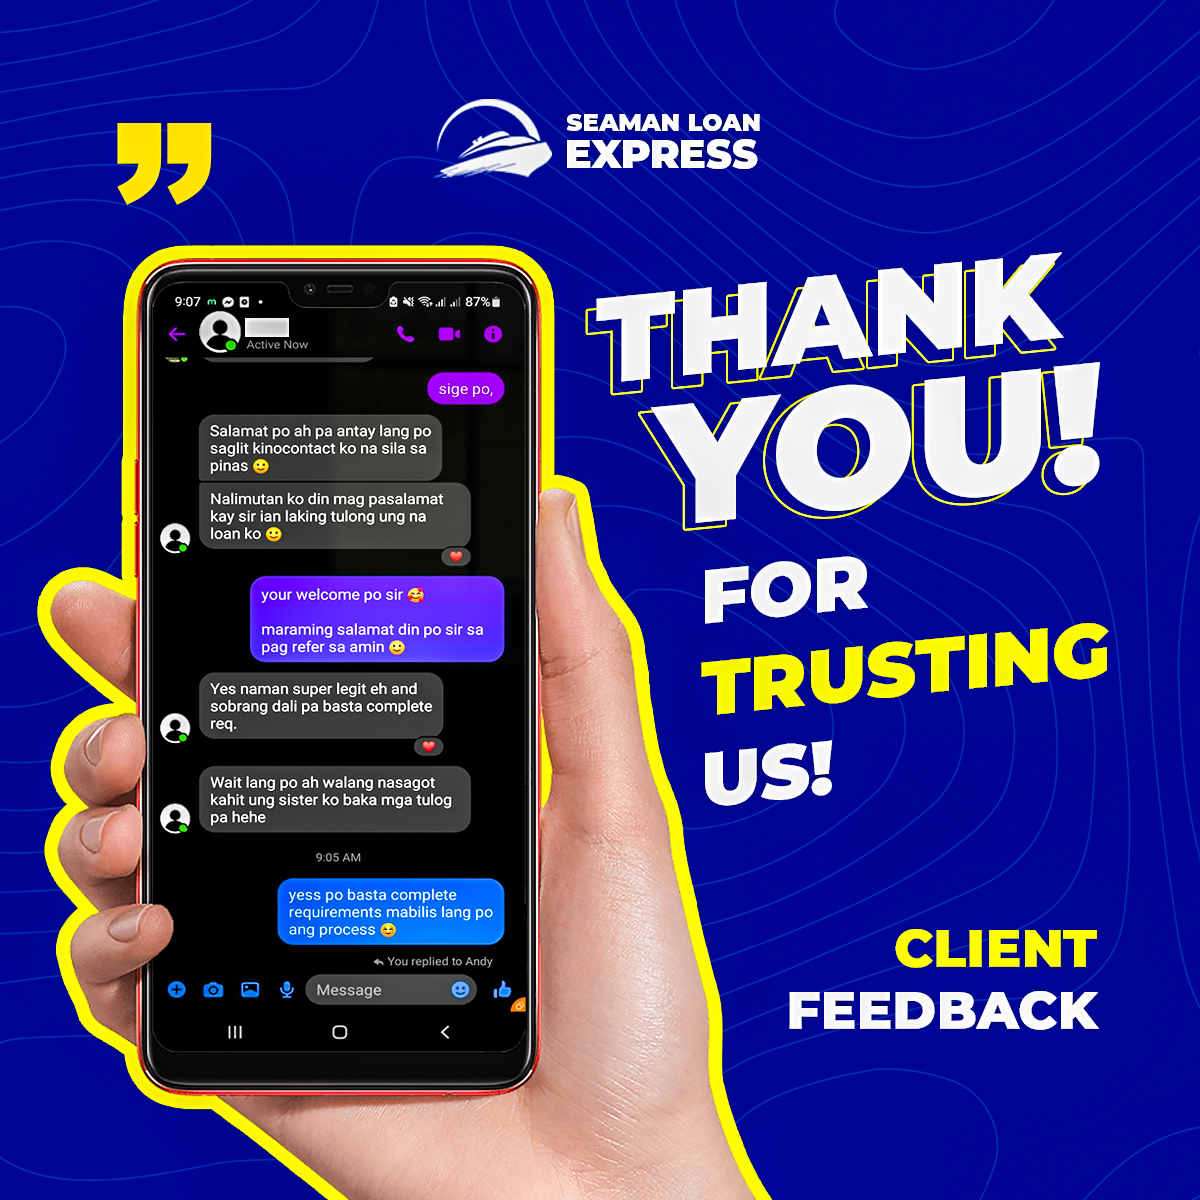 SEAMAN LOAN
EXPRESS
9:07
87%
Active Now
sige po,
Salamat po ah pa antay lang po
saglit kinocontact ko na sila sa
pinas 🙂
Nalimutan ko din mag pasalamat
kay sir ian laking tulong ung na
loan ko 🙂
your welcome po sir 🥰
maraming salamat din po sir sa
pag refer sa amin 🙂
Yes naman super legit eh and
sobrang dali pa basta complete
req.
Wait lang po ah walang nasagot
kahit ung sister ko baka mga tulog
pa hehe
9:05 AM
yess po basta complete
requirements mabilis lang po
ang process 😊
You replied to Andy
Message
THANK
YOU!
FOR
TRUSTING
US!
CLIENT
FEEDBACK